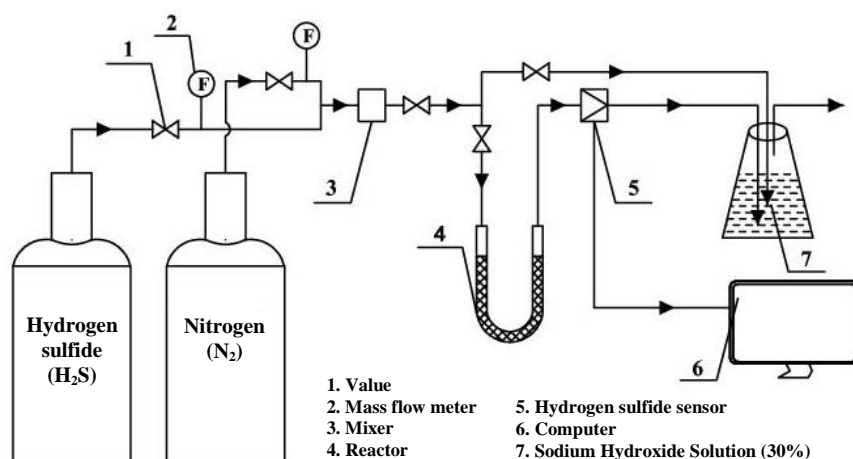 2
1
F
F
3
5
4
7
6
Hydrogen
sulfide
(H₂S)
Nitrogen
(N₂)
1. Value
2. Mass flow meter
3. Mixer
4. Reactor
5. Hydrogen sulfide sensor
6. Computer
7. Sodium Hydroxide Solution (30%)